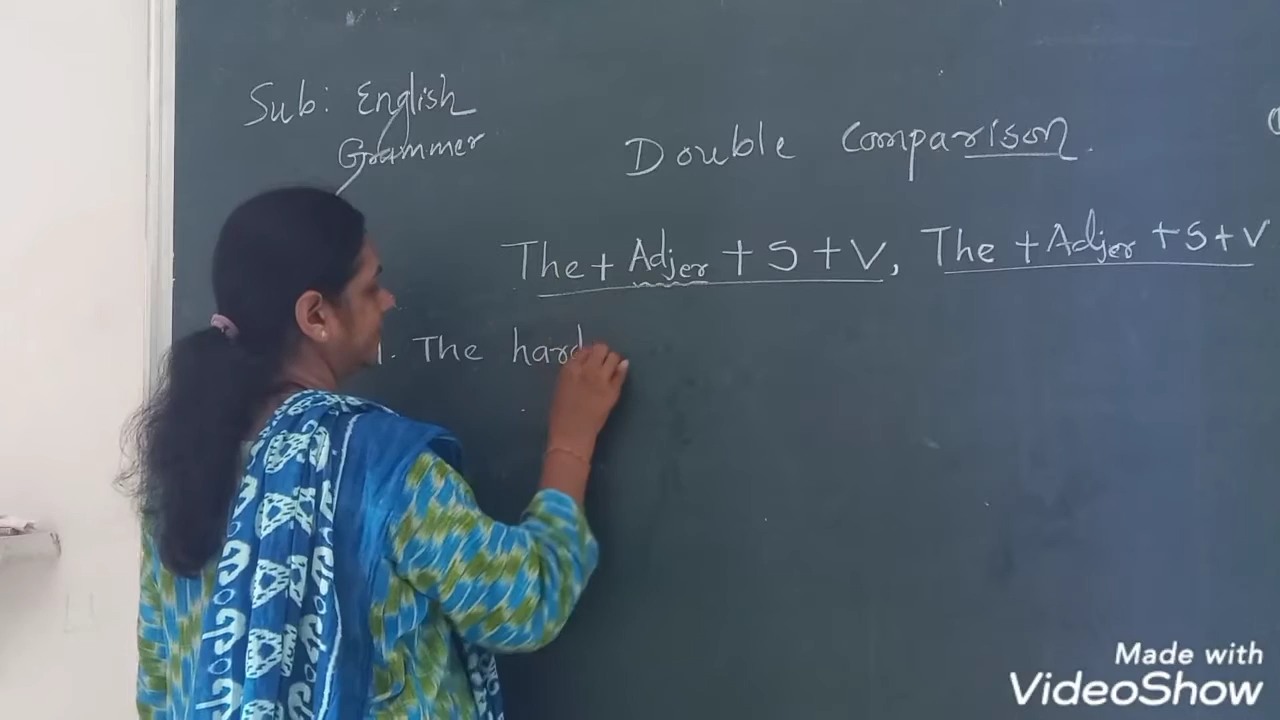 Sub: English
Grammer
Double comparison.
The + Adjer + S + V, The + Adjer + S + V
1. The hard
Made with
VideoShow